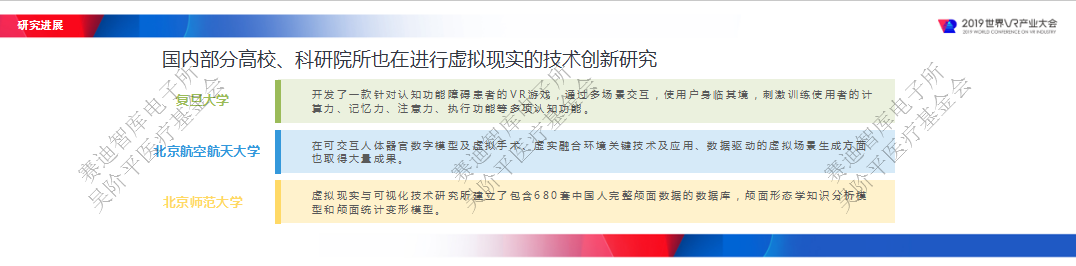 研究进展
2019世界VR产业大会
2019 WORLD CONFERENCE ON VR INDUSTRY
国内部分高校、科研院所也在进行虚拟现实的技术创新研究
复旦大学
开发了一款针对认知功能障碍患者的VR游戏，通过多场景交互，使用户身临其境，刺激训练使用者的计
算力、记忆力、注意力、执行功能等多项认知功能。
北京航空航天大学
在可交互人体器官数字模型及虚拟手术、虚实融合环境关键技术及应用、数据驱动的虚拟场景生成方面
也取得大量成果。
北京师范大学
虚拟现实与可视化技术研究所建立了包含680套中国人完整颅面数据的数据库，颅面形态学知识分析模
型和颅面统计变形模型。
赛迪智库电子所
吴阶平医疗基金会
赛迪智库电子所
吴阶平医疗基金会
赛迪智库电子所
吴阶平医疗基金会